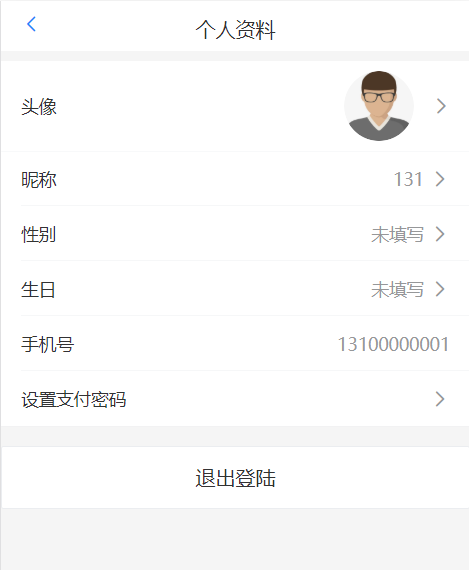 个人资料
头像
昵称 131
性别 未填写
生日 未填写
手机号 13100000001
设置支付密码
退出登陆